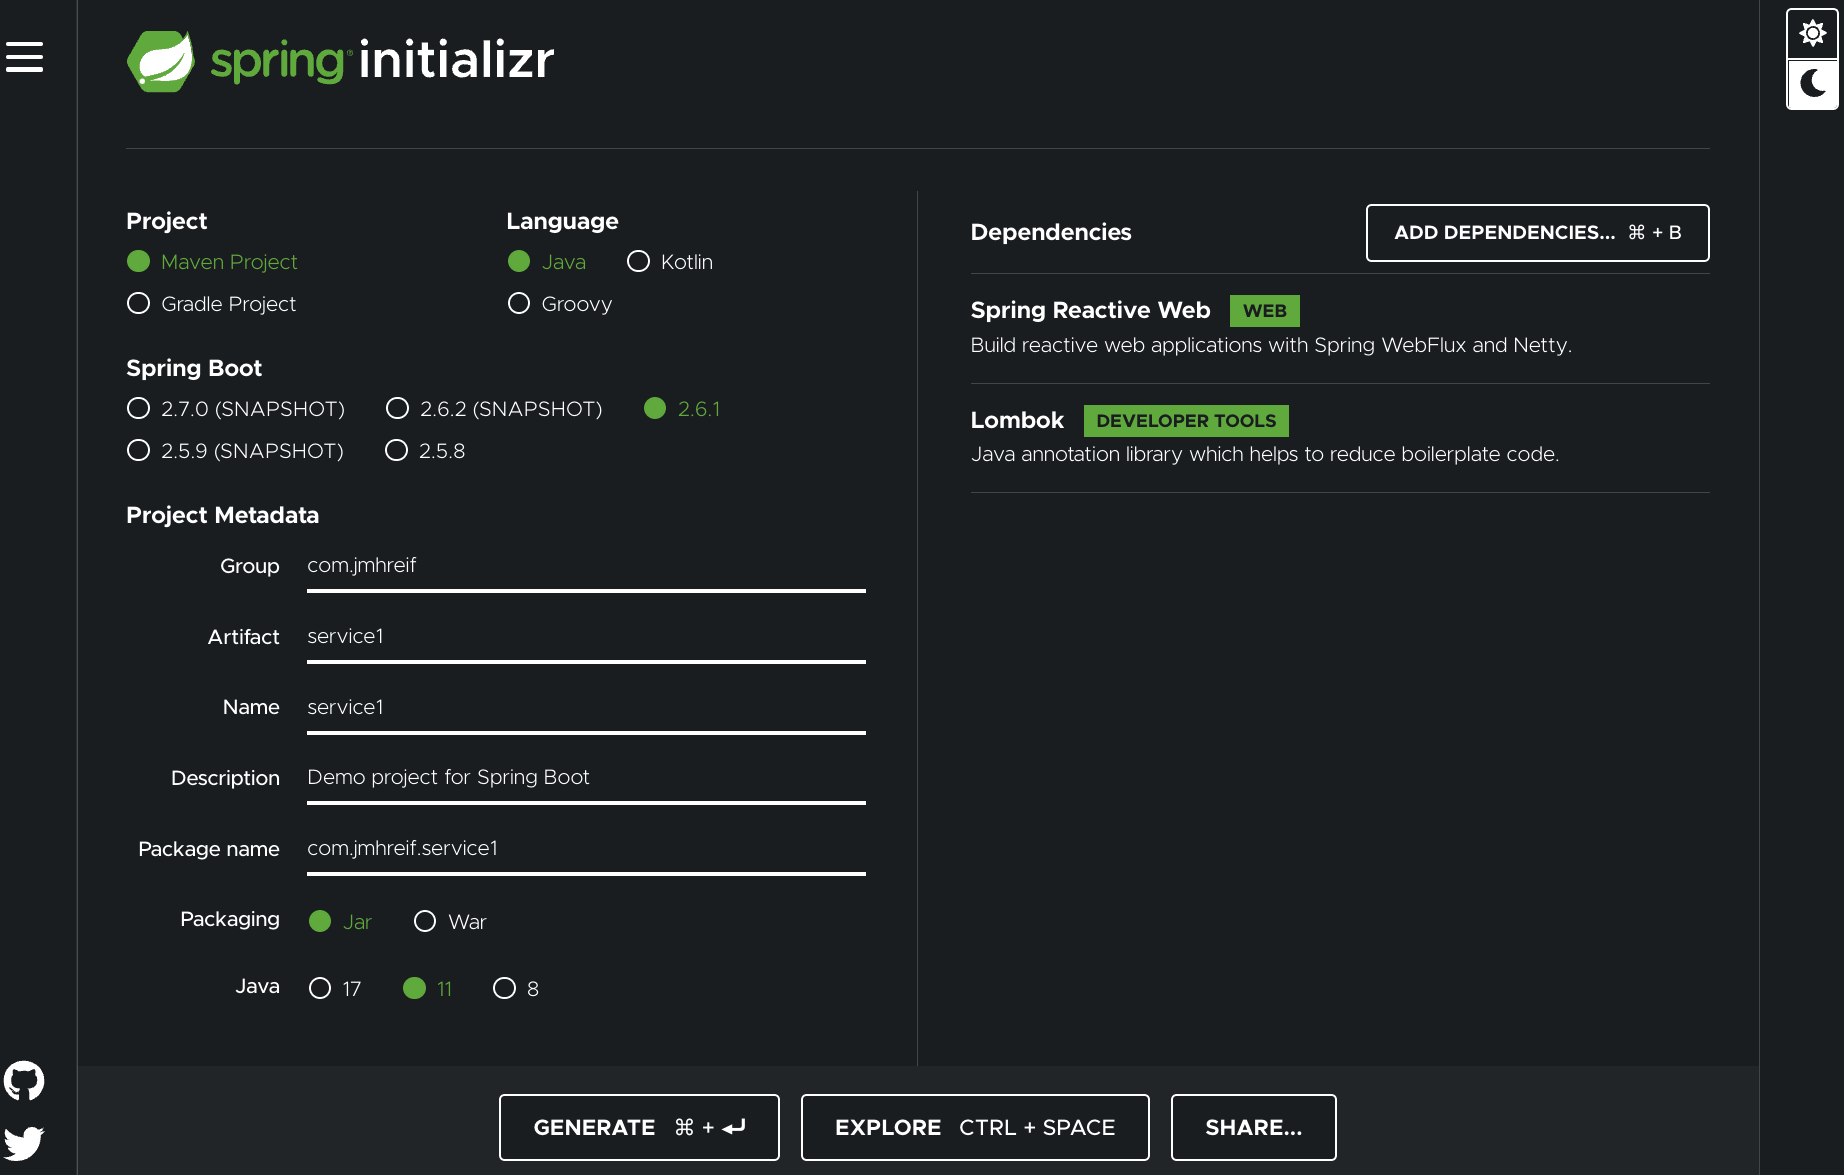 spring initializr
Project
Maven Project
Gradle Project
Language
Java Kotlin
Groovy
Spring Boot
2.7.0 (SNAPSHOT) 2.6.2 (SNAPSHOT) 2.6.1
2.5.9 (SNAPSHOT) 2.5.8
Project Metadata
Group com.jmhreif
Artifact service1
Name service1
Description Demo project for Spring Boot
Package name com.jmhreif.service1
Packaging Jar War
Java 17 11 8
Dependencies
ADD DEPENDENCIES... ⌘ + B
Spring Reactive Web WEB
Build reactive web applications with Spring WebFlux and Netty.
Lombok DEVELOPER TOOLS
Java annotation library which helps to reduce boilerplate code.
GENERATE ⌘ + ↵
EXPLORE CTRL + SPACE
SHARE...